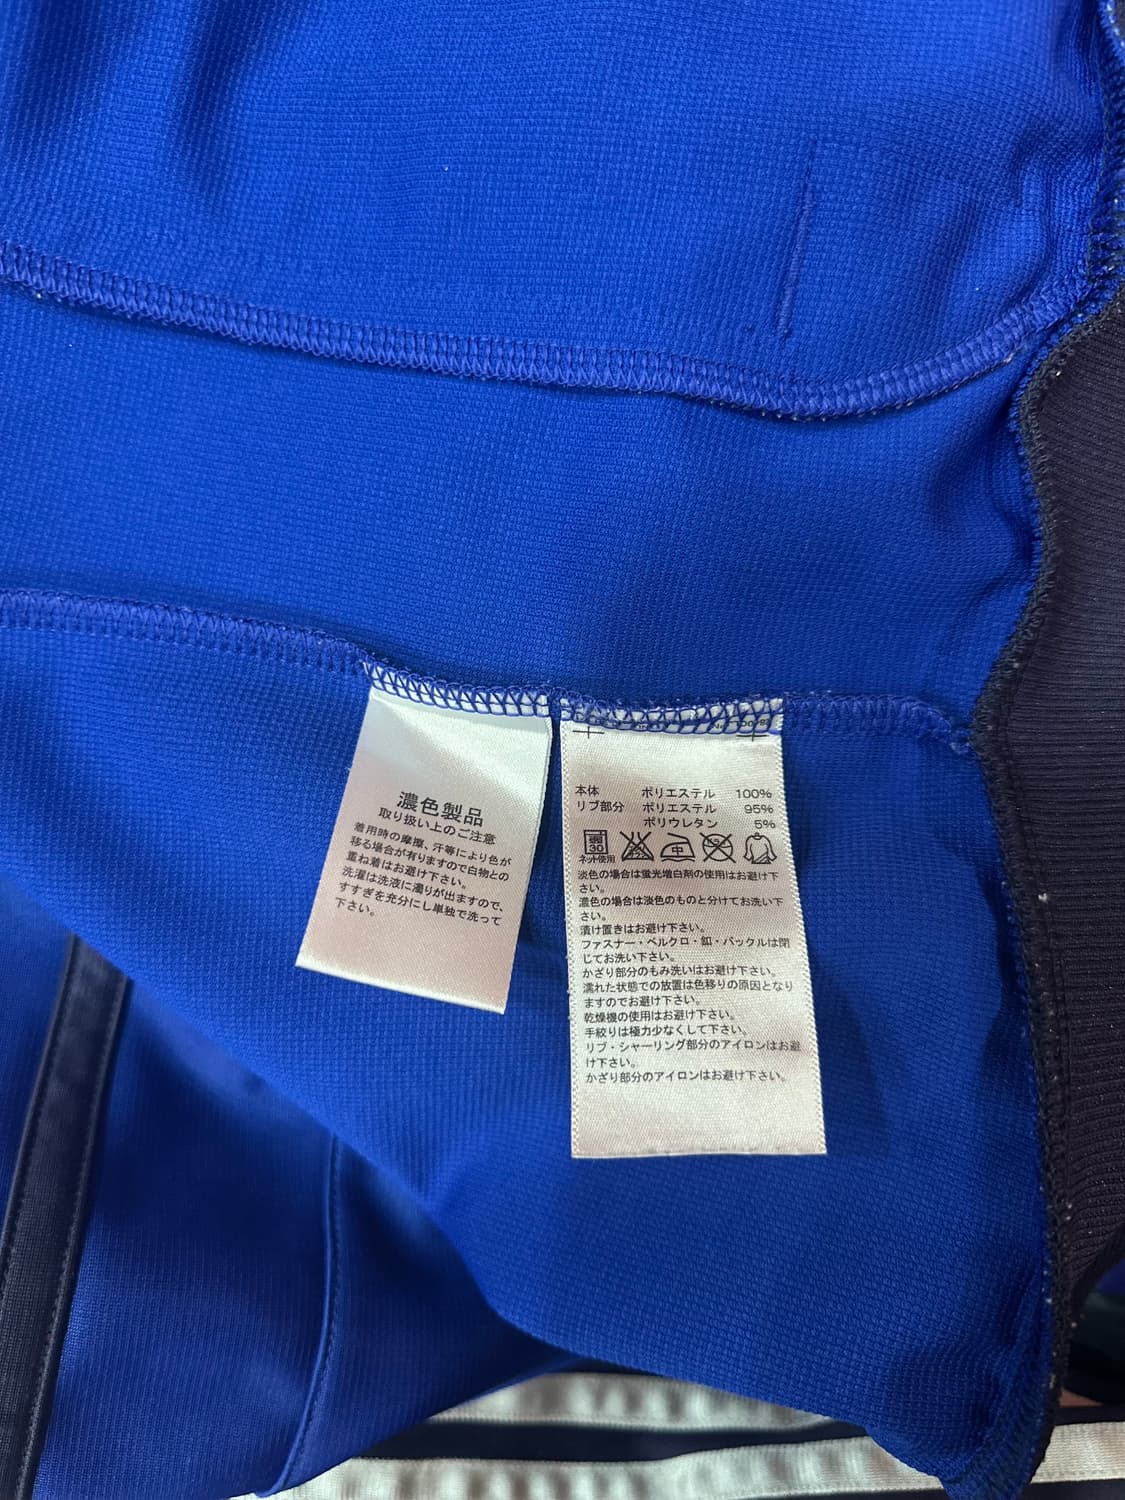 濃色製品
取り扱い上のご注意
着用時の摩擦、汗等により色が
移る場合が有りますので白物との
重ね着はお避け下さい。
洗濯は洗液に濁りが出ますので、
すすぎを充分にし単独で洗って
下さい。
本体 ポリエステル 100%
リブ部分 ポリエステル 95%
ポリウレタン 5%
30 中
ネット使用
淡色の場合は蛍光増白剤の使用はお避け下
さい。
濃色の場合は淡色のものと分けてお洗い下
さい。
漬け置きはお避け下さい。
ファスナー・ベルクロ・釦・バックルは閉
じてお洗い下さい。
かざり部分のもみ洗いはお避け下さい。
濡れた状態での放置は色移りの原因となり
ますのでお避け下さい。
乾燥機の使用はお避け下さい。
手絞りは極力少なくして下さい。
リブ・シャーリング部分のアイロンはお避
け下さい。
かざり部分のアイロンはお避け下さい。